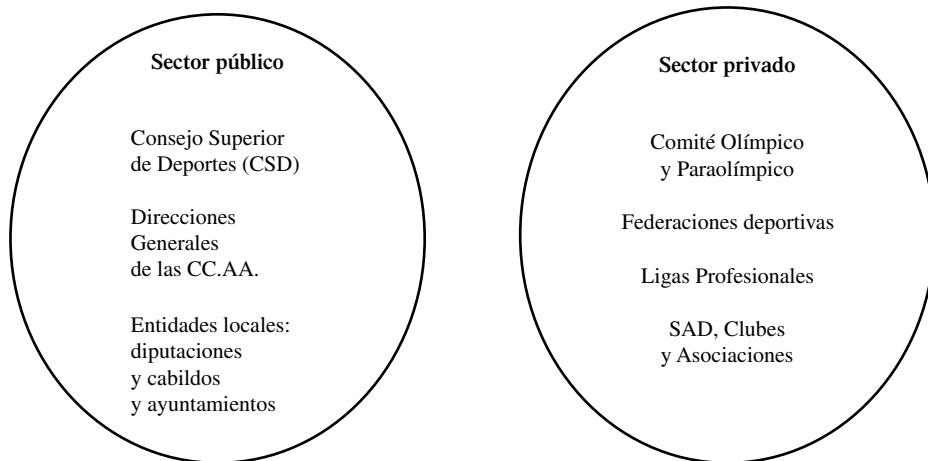 Sector público
Consejo Superior
de Deportes (CSD)
Direcciones
Generales
de las CC.AA.
Entidades locales:
diputaciones
y cabildos
y ayuntamientos
Sector privado
Comité Olímpico
y Paraolímpico
Federaciones deportivas
Ligas Profesionales
SAD, Clubes
y Asociaciones